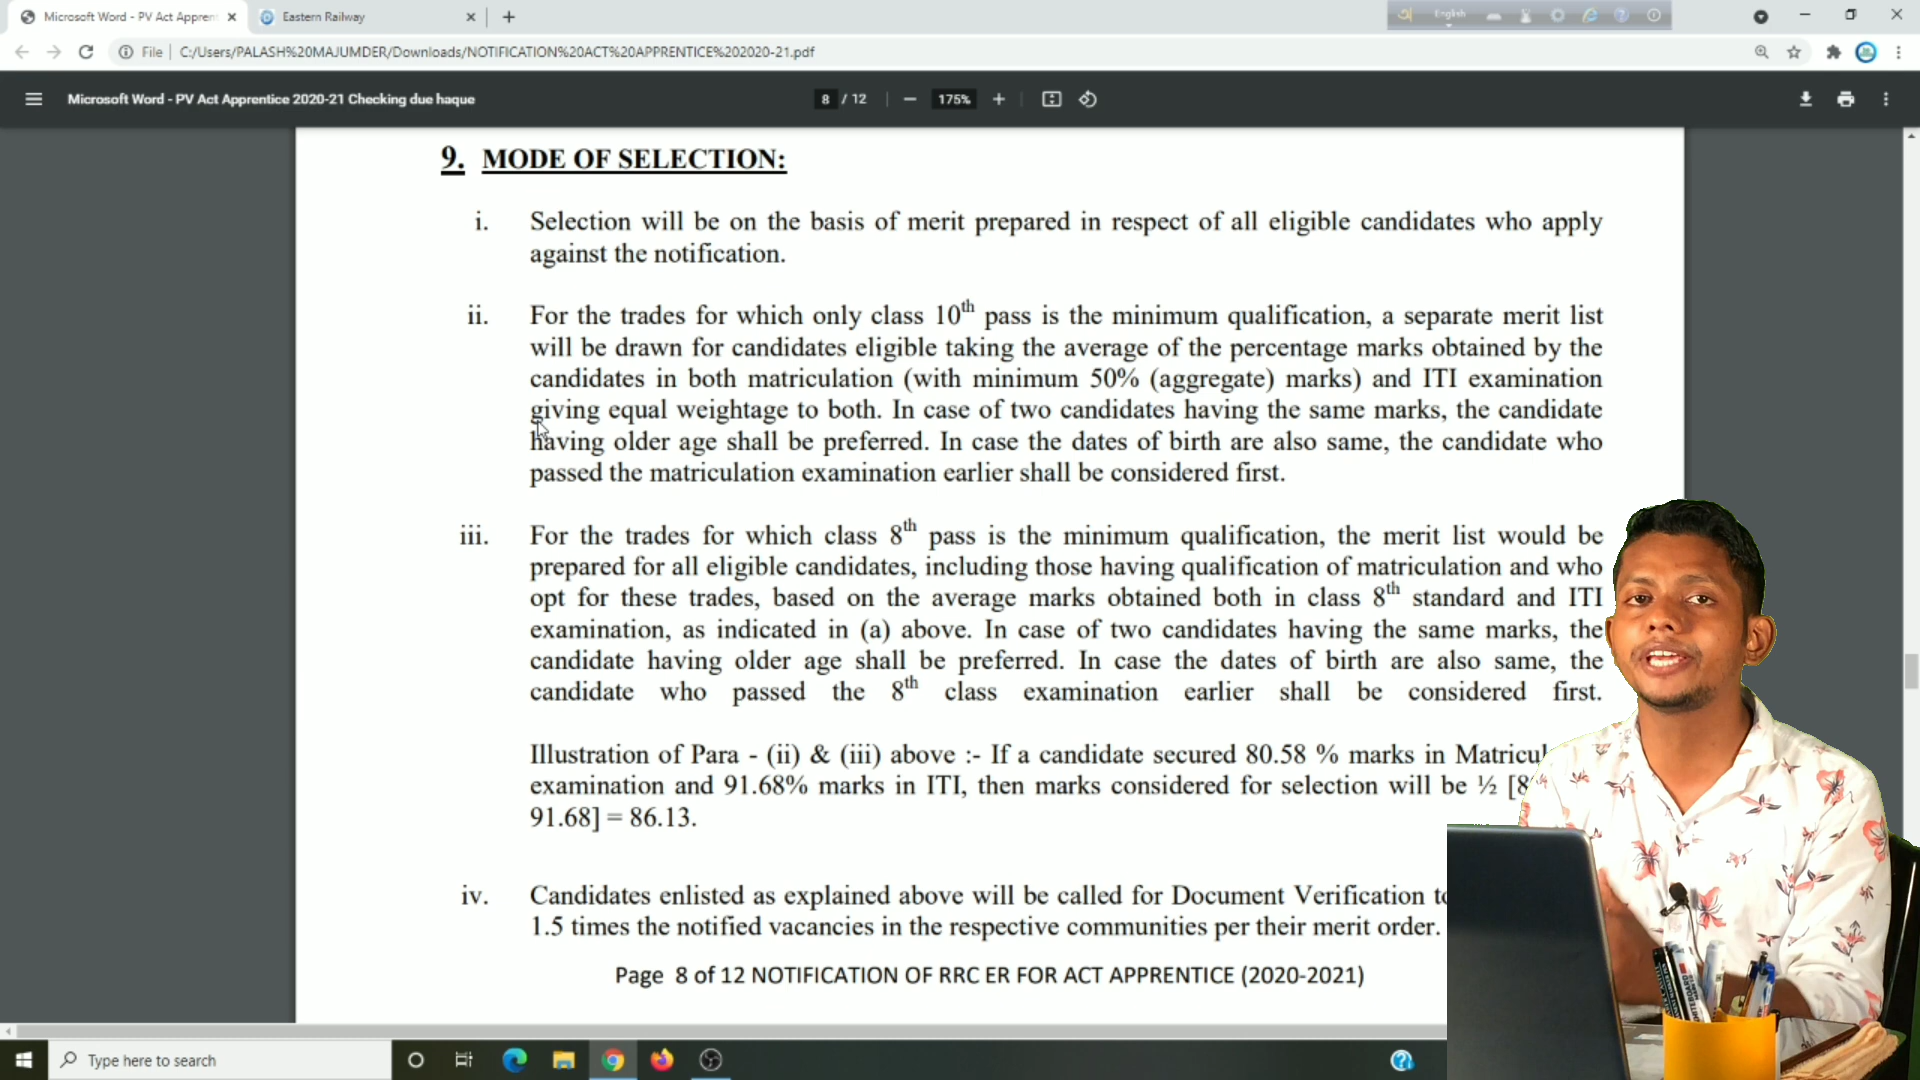 Microsoft Word - PV Act Appren
Eastern Railway
English
File
C:/Users/PALASH%20MAJUMDER/Downloads/NOTIFICATION%20ACT%20APPRENTICE%202020-21.pdf
Microsoft Word - PV Act Apprentice 2020-21 Checking due haque
8 / 12
175%
9. MODE OF SELECTION:
i. Selection will be on the basis of merit prepared in respect of all eligible candidates who apply
against the notification.
ii. For the trades for which only class 10th pass is the minimum qualification, a separate merit list
will be drawn for candidates eligible taking the average of the percentage marks obtained by the
candidates in both matriculation (with minimum 50% (aggregate) marks) and ITI examination
giving equal weightage to both. In case of two candidates having the same marks, the candidate
having older age shall be preferred. In case the dates of birth are also same, the candidate who
passed the matriculation examination earlier shall be considered first.
iii. For the trades for which class 8th pass is the minimum qualification, the merit list would be
prepared for all eligible candidates, including those having qualification of matriculation and who
opt for these trades, based on the average marks obtained both in class 8th standard and ITI
examination, as indicated in (a) above. In case of two candidates having the same marks, the
candidate having older age shall be preferred. In case the dates of birth are also same, the
candidate who passed the 8th class examination earlier shall be considered first.
Illustration of Para - (ii) & (iii) above :- If a candidate secured 80.58 % marks in Matricul
examination and 91.68% marks in ITI, then marks considered for selection will be ½ [8
91.68] = 86.13.
iv. Candidates enlisted as explained above will be called for Document Verification to
1.5 times the notified vacancies in the respective communities per their merit order.
Page 8 of 12 NOTIFICATION OF RRC ER FOR ACT APPRENTICE (2020-2021)
Type here to search